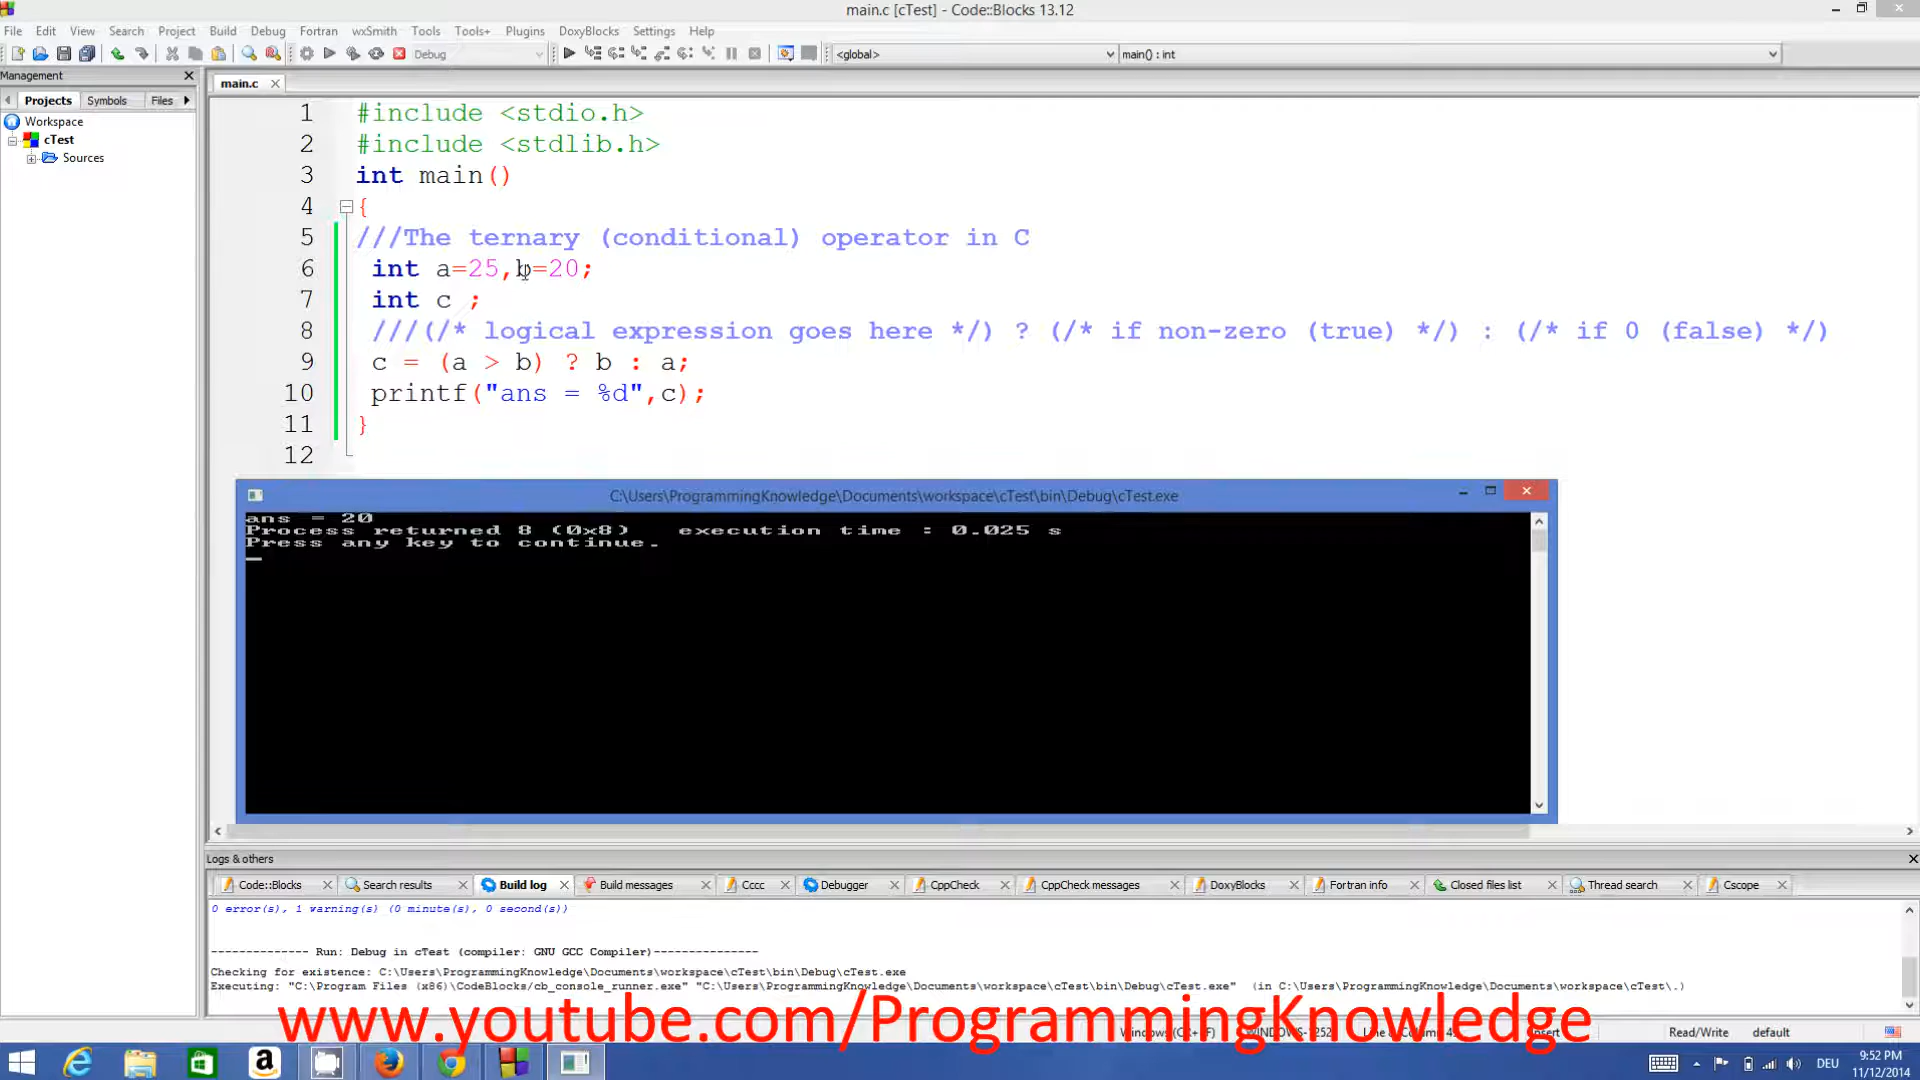 main.c [cTest] - Code::Blocks 13.12
File Edit View Search Project Build Debug Fortran wxSmith Tools Tools+ Plugins DoxyBlocks Settings Help
Debug <global> main() : int
Management
main.c
Projects Symbols Files
Workspace
cTest
Sources
1 #include <stdio.h>
2 #include <stdlib.h>
3 int main()
4 {
5 ///The ternary (conditional) operator in C
6 int a=25,b=20;
7 int c ;
8 ///(/* logical expression goes here */) ? (/* if non-zero (true) */) : (/* if 0 (false) */)
9 c = (a > b) ? b : a;
10 printf("ans = %d",c);
11 }
12
C:\Users\ProgrammingKnowledge\Documents\workspace\cTest\bin\Debug\cTest.exe
ans = 20
Process returned 8 (0x8) execution time : 0.025 s
Press any key to continue.
Logs & others
Code::Blocks Search results Build log Build messages Cccc Debugger CppCheck CppCheck messages DoxyBlocks Fortran info Closed files list Thread search Cscope
0 error(s), 1 warning(s) (0 minute(s), 0 second(s))
-------------- Run: Debug in cTest (compiler: GNU GCC Compiler)---------------
Checking for existence: C:\Users\ProgrammingKnowledge\Documents\workspace\cTest\bin\Debug\cTest.exe
Executing: "C:\Program Files (x86)\CodeBlocks/cb_console_runner.exe" "C:\Users\ProgrammingKnowledge\Documents\workspace\cTest\bin\Debug\cTest.exe" (in C:\Users\ProgrammingKnowledge\Documents\workspace\cTest\.)
www.youtube.com/ProgrammingKnowledge
Read/Write default
DEU
9:52 PM
11/12/2014